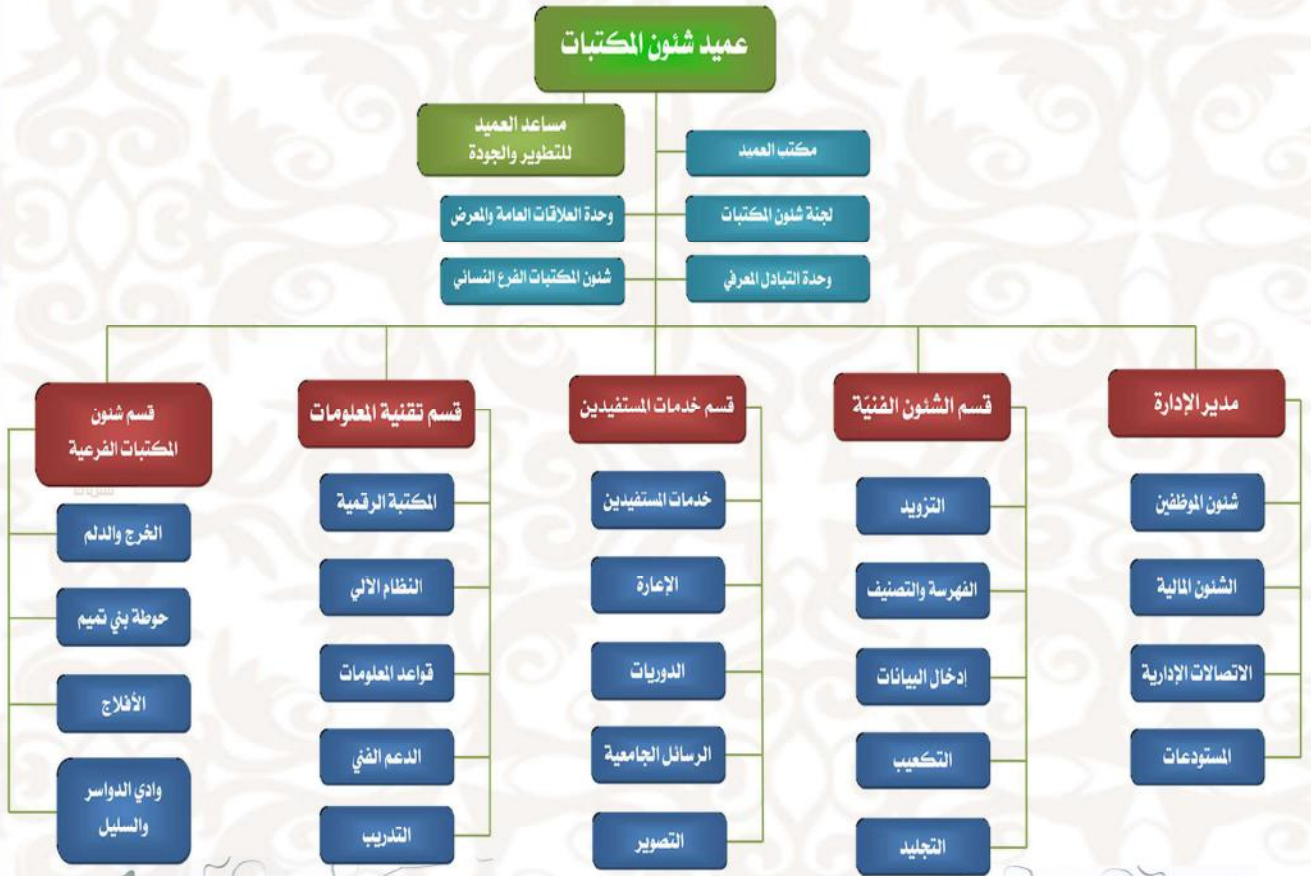 عميد شئون المكتبات
مساعد العميد
للتطوير والجودة
مكتب العميد
لجنة شئون المكتبات
وحدة العلاقات العامة والمعرض
وحدة التبادل المعرفي
شئون المكتبات الفرع النسائي
مدير الإدارة
شئون الموظفين
الشئون المالية
الاتصالات الإدارية
المستودعات
قسم الشئون الفنيّة
التزويد
الفهرسة والتصنيف
إدخال البيانات
التكعيب
التجليد
قسم خدمات المستفيدين
خدمات المستفيدين
الإعارة
الدوريات
الرسائل الجامعية
التصوير
قسم تقنية المعلومات
المكتبة الرقمية
النظام الآلي
قواعد المعلومات
الدعم الفني
التدريب
قسم شئون
المكتبات الفرعية
الخرج والدلم
حوطة بني تميم
الأفلاج
وادي الدواسر
والسليل